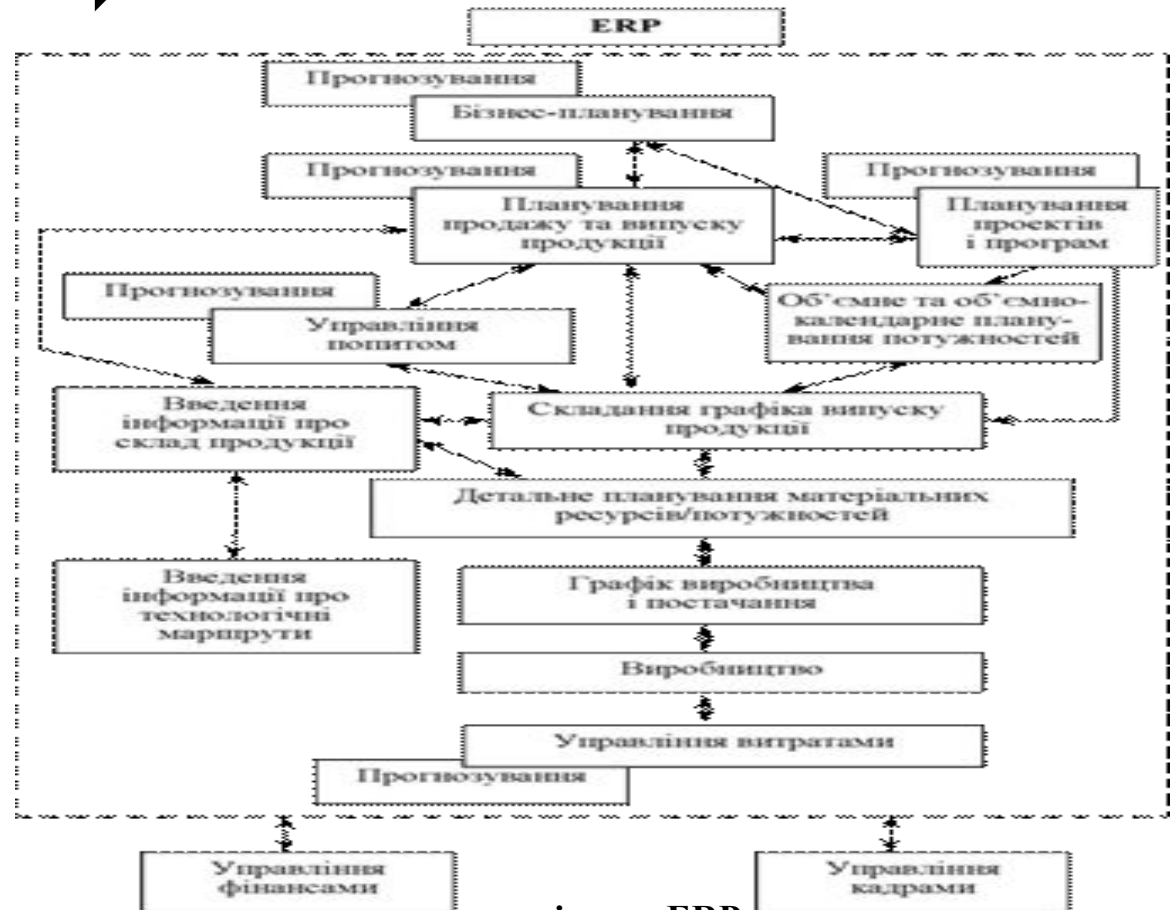 ERP
Прогнозування
Бізнес-планування
Прогнозування
Планування
продажу та випуску
продукції
Прогнозування
Планування
проєктів
і програм
Прогнозування
Управління
попитом
Об’ємне та об’ємно-
календарне плану-
вання потужностей
Введення
інформації про
склад продукції
Складання графіка випуску
продукції
Детальне планування матеріальних
ресурсів/потужностей
Введення
інформації про
технологічні
маршрути
Графік виробництва
і постачання
Виробництво
Управління витратами
Прогнозування
Управління
фінансами
Управління
кадрами
ERP